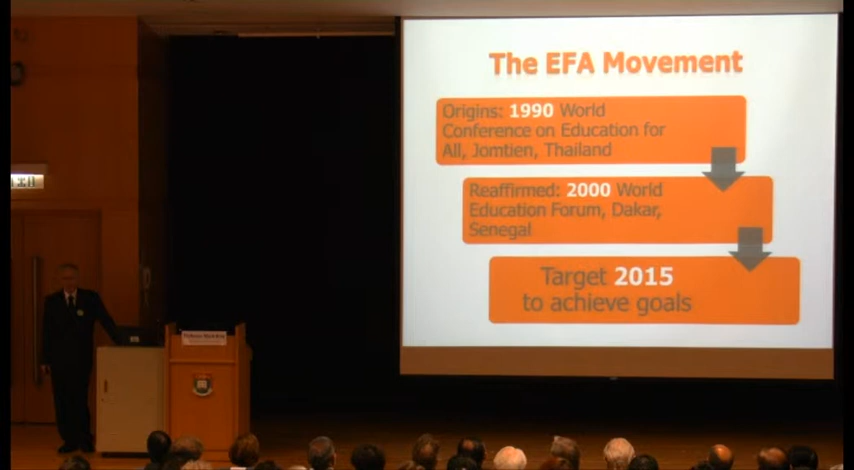 The EFA Movement
Origins: 1990 World
Conference on Education for
All, Jomtien, Thailand
Reaffirmed: 2000 World
Education Forum, Dakar,
Senegal
Target 2015
to achieve goals